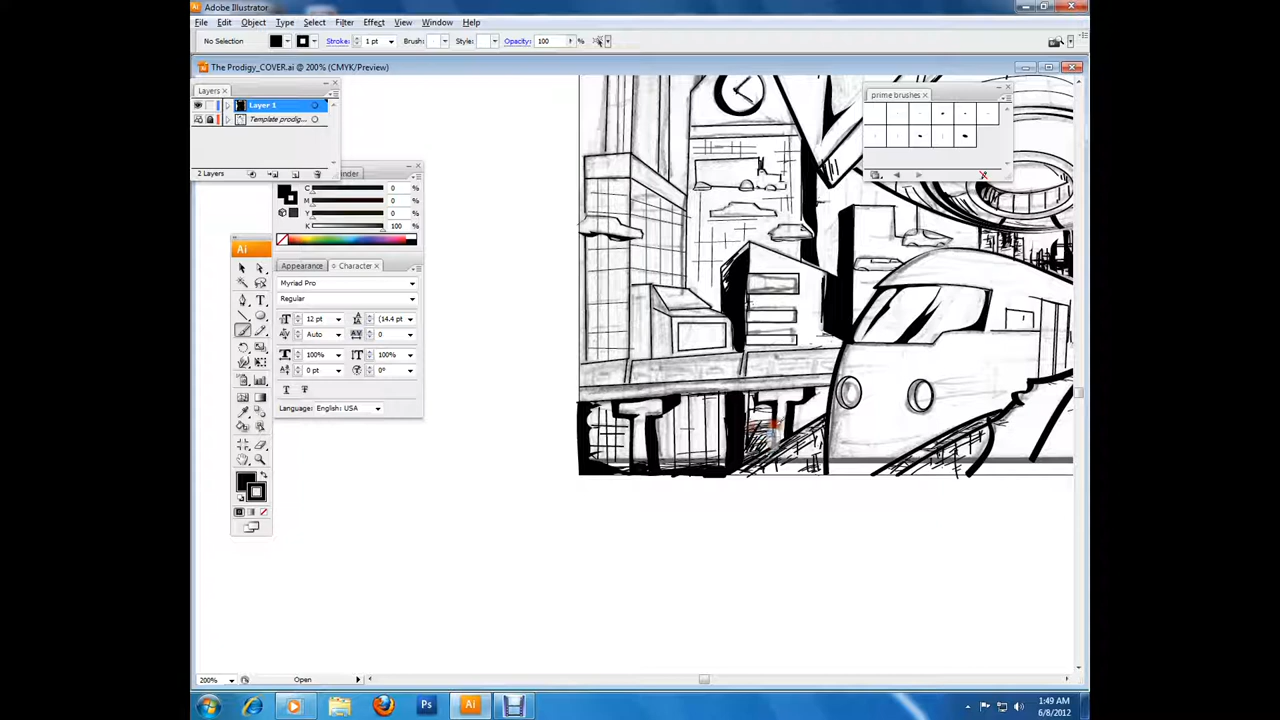 Adobe Illustrator
File Edit Object Type Select Filter Effect View Window Help
No Selection Stroke: 1 pt Brush: Style: Opacity: 100 %
The Prodigy_COVER.ai @ 200% (CMYK/Preview)
Layers
Layer 1
Template prodig...
2 Layers
prime brushes
C 0 %
M 0 %
Y 0 %
K 100 %
Ai
Appearance Character
Myriad Pro
Regular
12 pt (14.4 pt
Auto 0
100% 100%
0 pt 0°
Language: English: USA
200% Open
Ps Ai
1:49 AM
6/8/2012